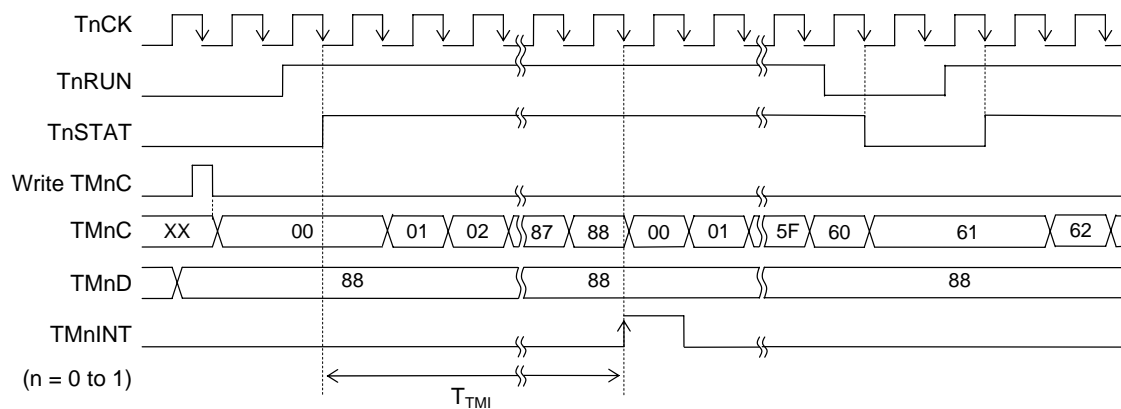 TnCK
TnRUN
TnSTAT
Write TMnC
TMnC XX 00 01 02 87 88 00 01 5F 60 61 62
TMnD 88 88 88
TMnINT
(n = 0 to 1)
TTMI